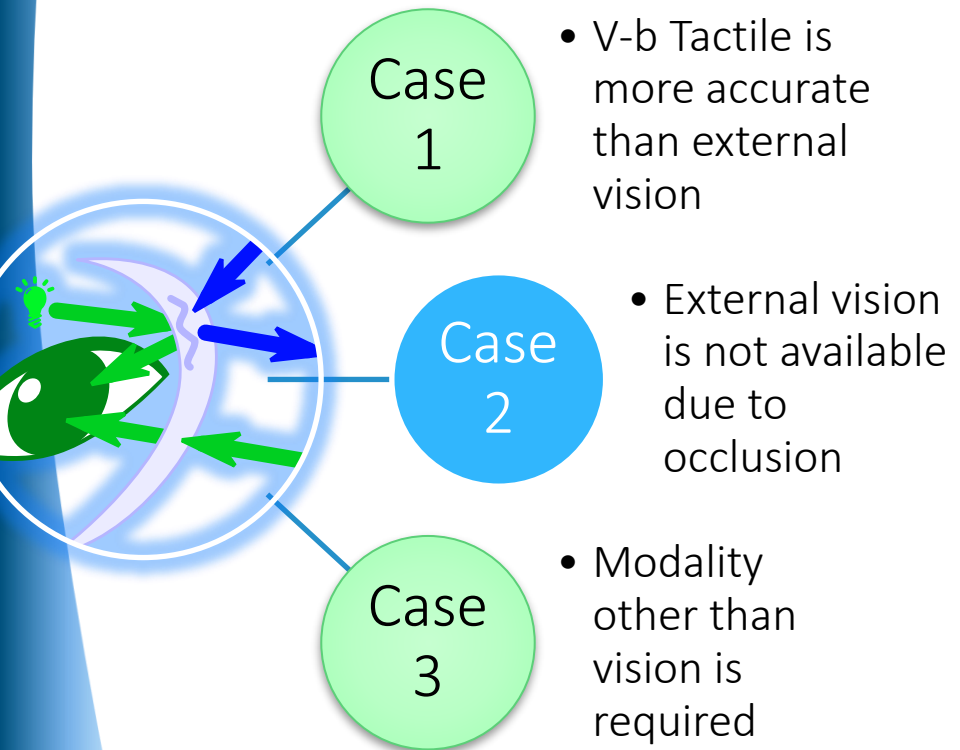 Case
1
• V-b Tactile is
more accurate
than external
vision
Case
2
• External vision
is not available
due to
occlusion
Case
3
• Modality
other than
vision is
required